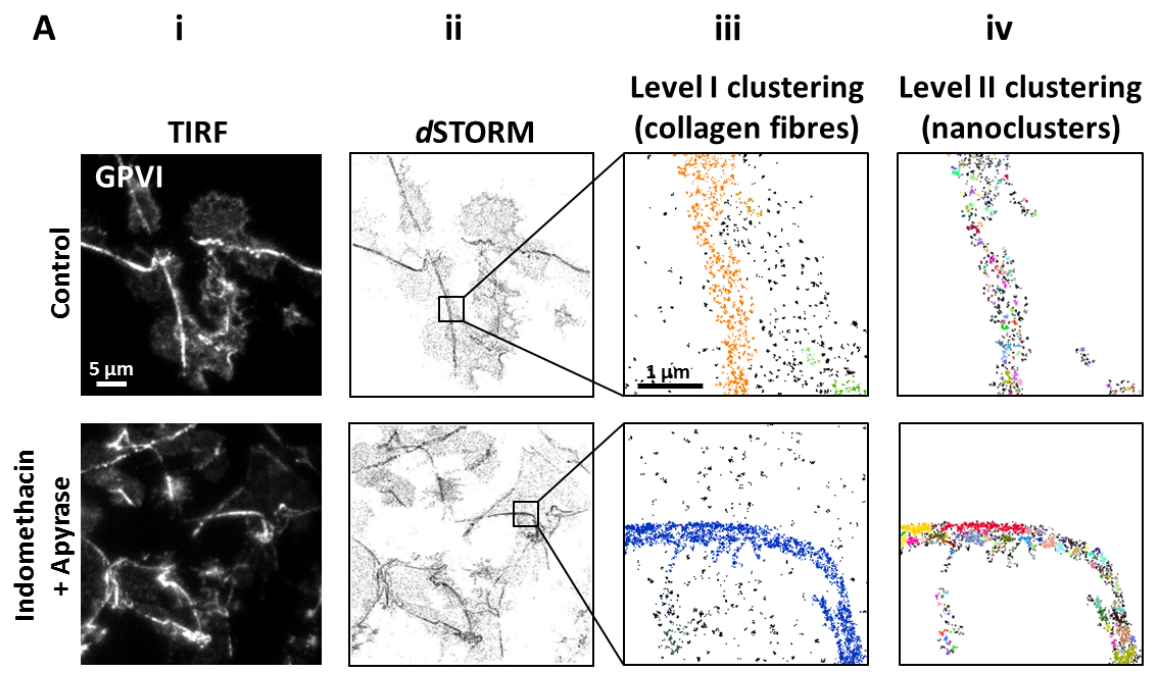 A
i
ii
iii
iv
TIRF
dSTORM
Level I clustering
(collagen fibres)
Level II clustering
(nanoclusters)
Control
GPVI
5 µm
1 µm
Indomethacin
+ Apyrase